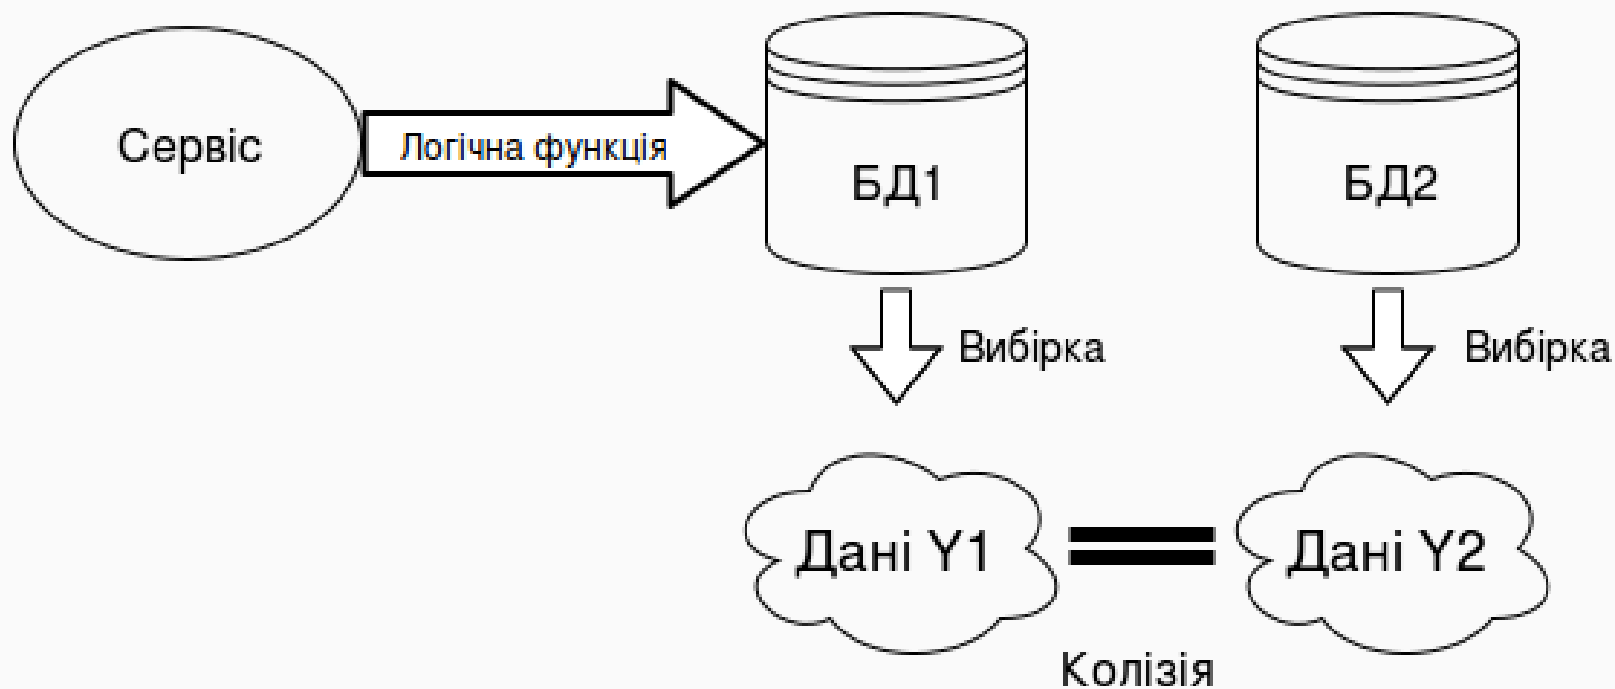 Сервіс
Логічна функція
БД1
БД2
Вибірка
Вибірка
Дані Y1
Дані Y2
Колізія